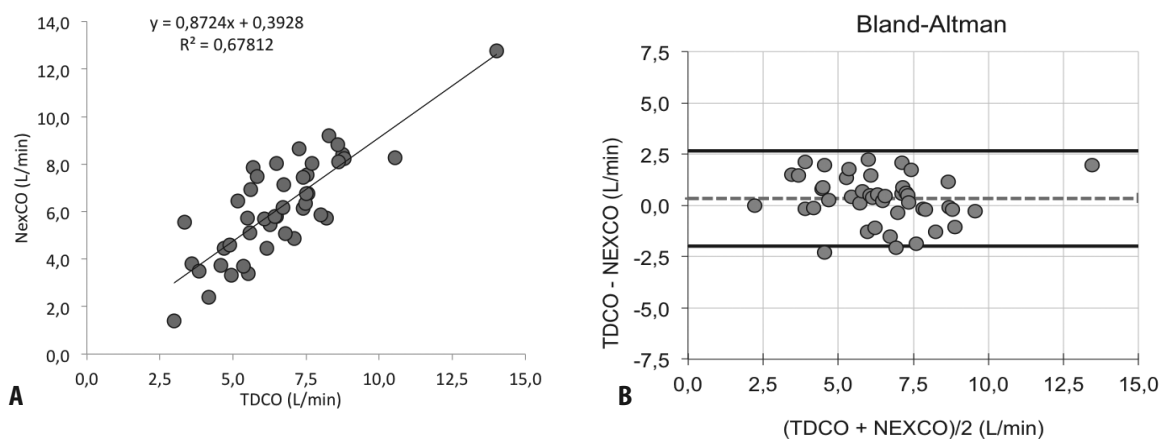 y = 0,8724x + 0,3928
R² = 0,67812
14,0
12,0
10,0
8,0
6,0
4,0
2,0
0,0
NexCO (L/min)
0,0 2,5 5,0 7,5 10,0 12,5 15,0
TDCO (L/min)
A
Bland-Altman
7,5
5,0
2,5
0,0
-2,5
-5,0
-7,5
TDCO - NEXCO (L/min)
0,0 2,5 5,0 7,5 10,0 12,5 15,0
(TDCO + NEXCO)/2 (L/min)
B